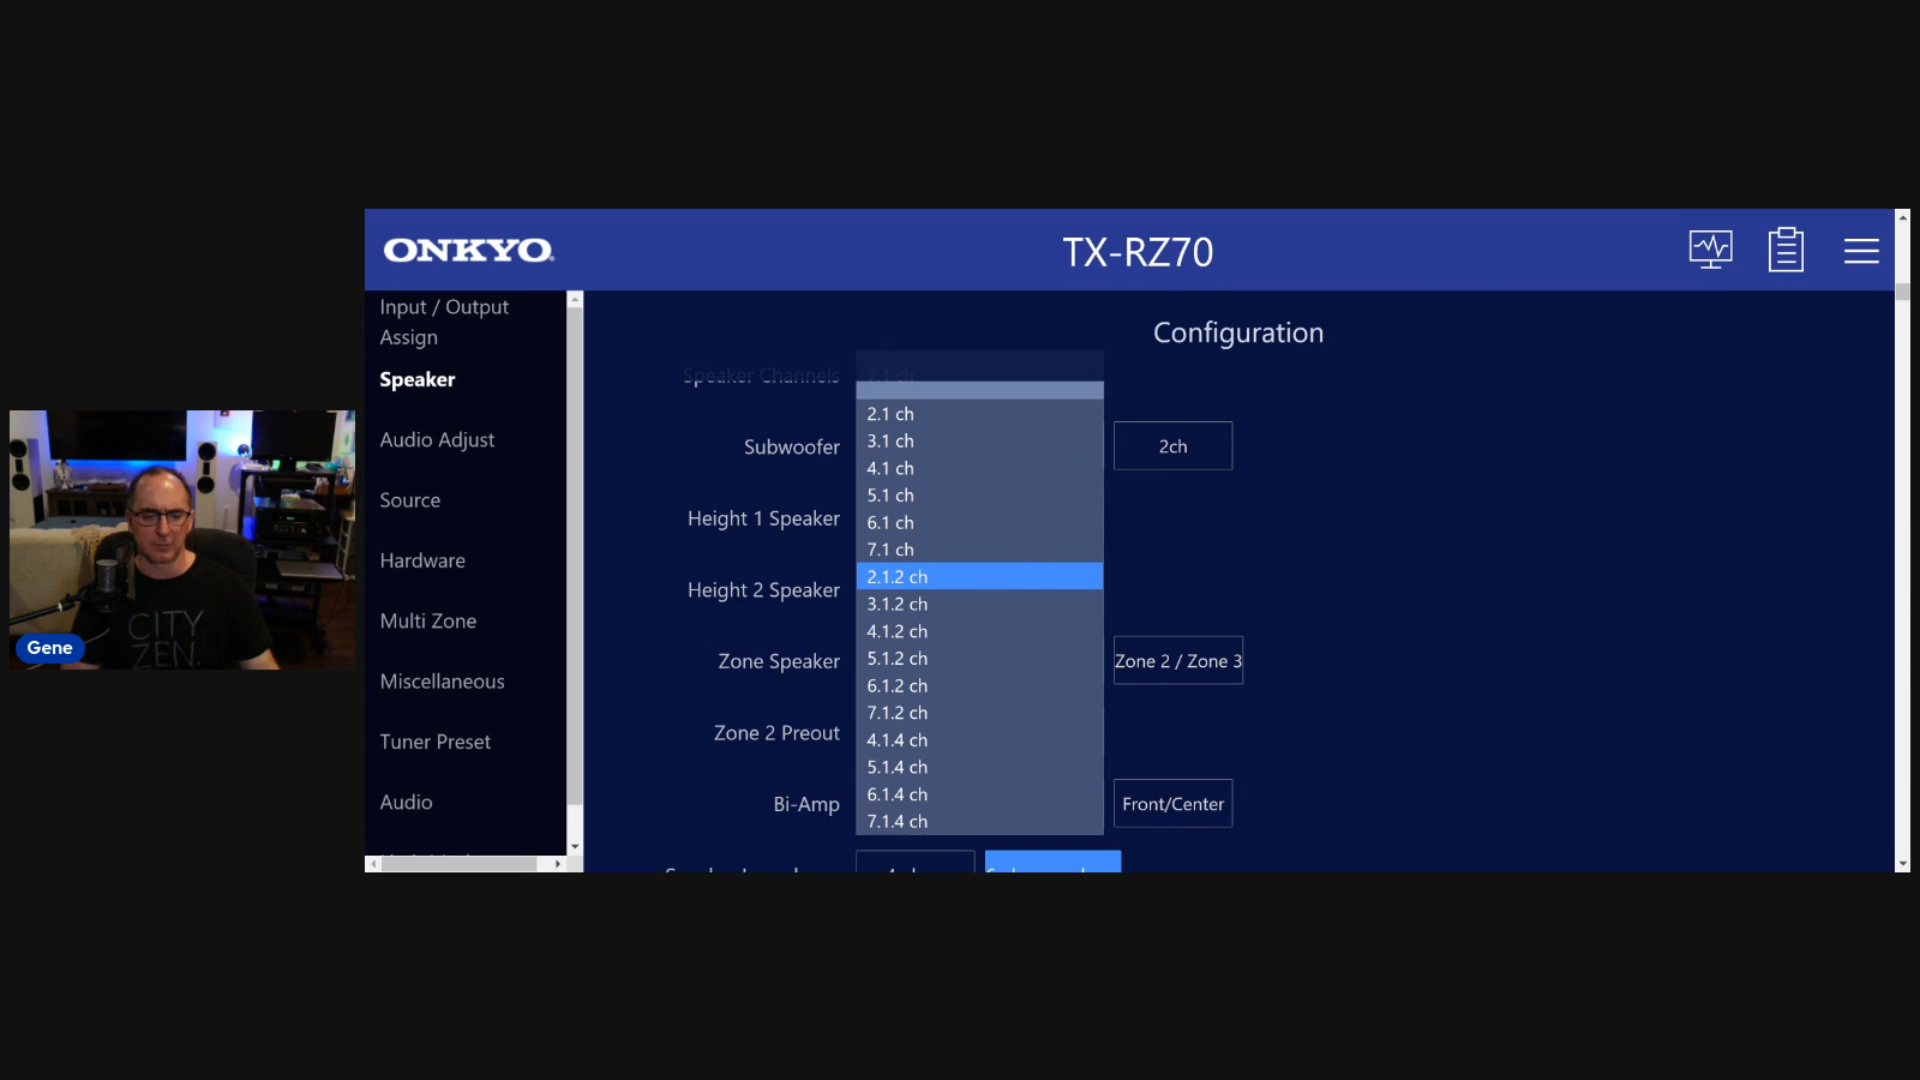 ONKYO
TX-RZ70
Input / Output
Assign
Speaker
Audio Adjust
Source
Hardware
Multi Zone
Miscellaneous
Tuner Preset
Audio
Configuration
Speaker Channels
7.1 ch
2.1 ch
3.1 ch
4.1 ch
5.1 ch
6.1 ch
7.1 ch
2.1.2 ch
3.1.2 ch
4.1.2 ch
5.1.2 ch
6.1.2 ch
7.1.2 ch
4.1.4 ch
5.1.4 ch
6.1.4 ch
7.1.4 ch
Subwoofer
2ch
Height 1 Speaker
Height 2 Speaker
Zone Speaker
Zone 2 / Zone 3
Zone 2 Preout
Bi-Amp
Front/Center
CITY
ZEN.
Gene